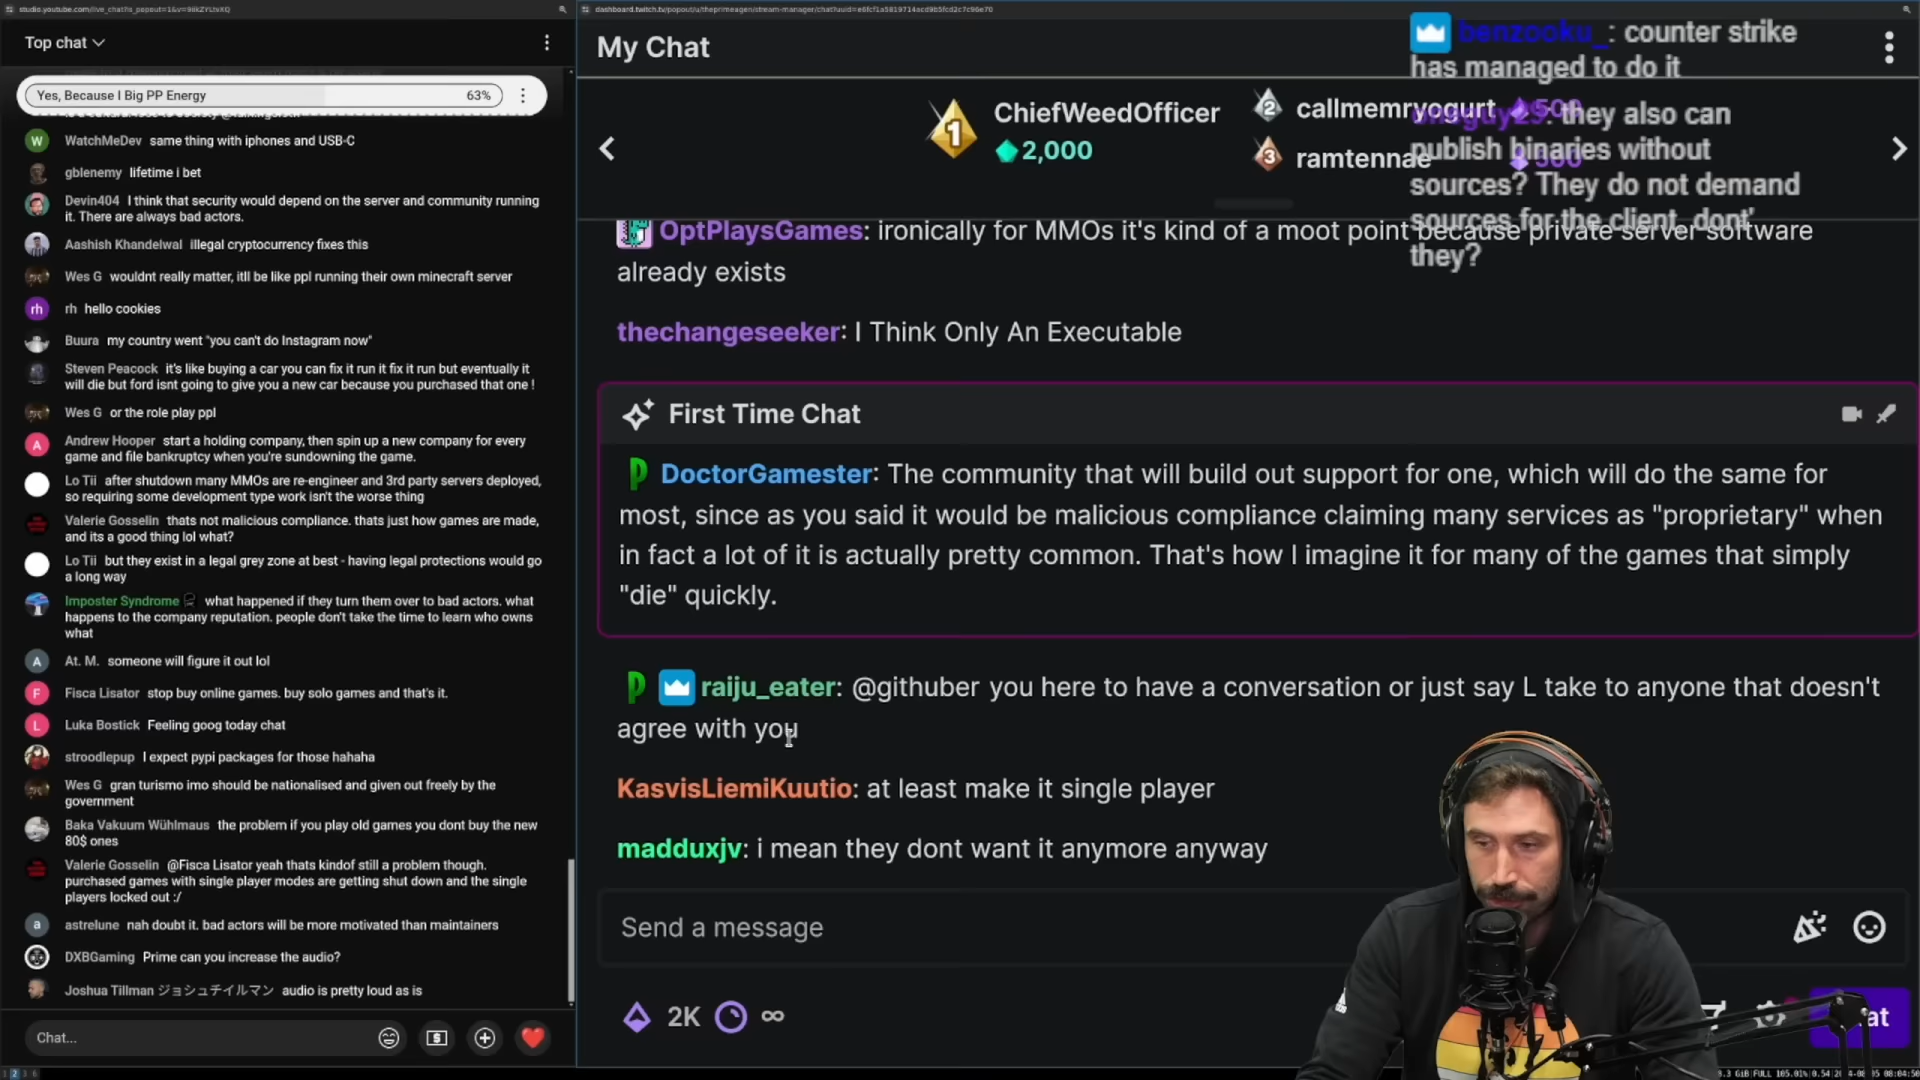 studio.youtube.com/live_chat?is_popout=1&v=
Top chat
Yes, Because I Big PP Energy
63%
WatchMeDev same thing with iphones and USB-C
gblenemy lifetime i bet
Devin404 I think that security would depend on the server and community running
it. There are always bad actors.
Aashish Khandelwal illegal cryptocurrency fixes this
Wes G wouldnt really matter, itll be like ppl running their own minecraft server
rh hello cookies
Buura my country went "you can't do Instagram now"
Steven Peacock it's like buying a car you can fix it run it fix it run but eventually it
will die but ford isnt going to give you a new car because you purchased that one !
Wes G or the role play ppl
Andrew Hooper start a holding company, then spin up a new company for every
game and file bankruptcy when you're sundowning the game.
Lo Tii after shutdown many MMOs are re-engineer and 3rd party servers deployed,
so requiring some development type work isn't the worse thing
Valerie Gosselin thats not malicious compliance. thats just how games are made,
and its a good thing lol what?
Lo Tii but they exist in a legal grey zone at best - having legal protections would go
a long way
Imposter Syndrome what happened if they turn them over to bad actors. what
happens to the company reputation. people don't take the time to learn who owns
what
At. M. someone will figure it out lol
Fisca Lisator stop buy online games. buy solo games and that's it.
Luka Bostick Feeling goog today chat
stroodlepup I expect pypi packages for those hahaha
Wes G gran turismo imo should be nationalised and given out freely by the
government
Baka Vakuum Wühlmaus the problem if you play old games you dont buy the new
80$ ones
Valerie Gosselin @Fisca Lisator yeah thats kindof still a problem though.
purchased games with single player modes are getting shut down and the single
players locked out :/
astrelune nah doubt it. bad actors will be more motivated than maintainers
DXBGaming Prime can you increase the audio?
Joshua Tillman ジョシュチイルマン audio is pretty loud as is
Chat...
My Chat
1
ChiefWeedOfficer
2,000
2 callmemryogurt 500
3 ramtennae
OptPlaysGames: ironically for MMOs it's kind of a moot point because private server software
already exists
thechangeseeker: I Think Only An Executable
First Time Chat
DoctorGamester: The community that will build out support for one, which will do the same for
most, since as you said it would be malicious compliance claiming many services as "proprietary" when
in fact a lot of it is actually pretty common. That's how I imagine it for many of the games that simply
"die" quickly.
raiju_eater: @githuber you here to have a conversation or just say L take to anyone that doesn't
agree with you
KasvisLiemiKuutio: at least make it single player
madduxjv: i mean they dont want it anymore anyway
Send a message
2K ∞
benzooku_: counter strike
has managed to do it
they also can
publish binaries without
sources? They do not demand
sources for the client, dont'
they?